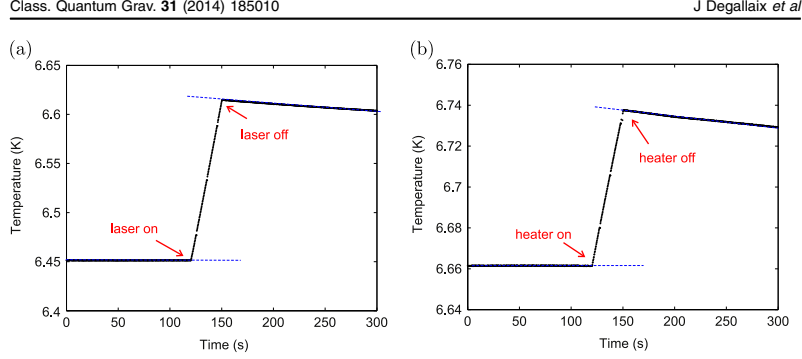 Class. Quantum Grav. 31 (2014) 185010 J Degallaix et al
(a)
6.65
6.6
6.55
6.5
6.45
6.4
Temperature (K)
laser on
laser off
0 50 100 150 200 250 300
Time (s)
(b)
6.76
6.74
6.72
6.7
6.68
6.66
6.64
Temperature (K)
heater on
heater off
0 50 100 150 200 250 300
Time (s)